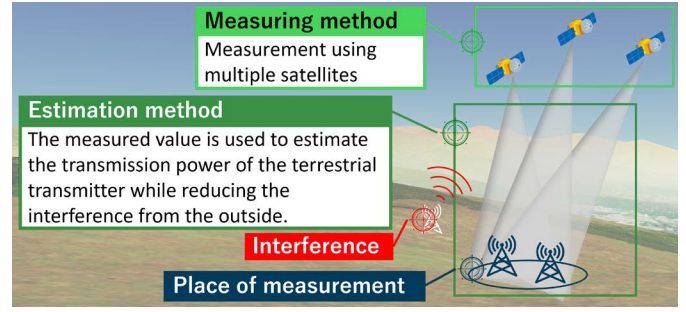 Measuring method
Measurement using
multiple satellites
Estimation method
The measured value is used to estimate
the transmission power of the terrestrial
transmitter while reducing the
interference from the outside.
Interference
Place of measurement